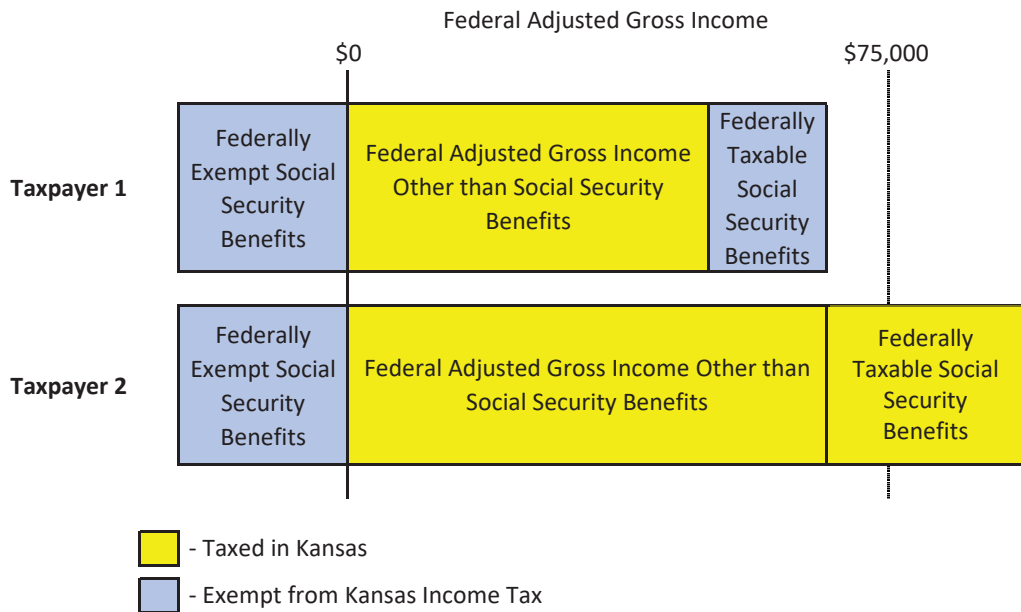 Federal Adjusted Gross Income
$0
$75,000
Taxpayer 1
Federally
Exempt Social
Security
Benefits
Federal Adjusted Gross Income
Other than Social Security
Benefits
Federally
Taxable
Social
Security
Benefits
Taxpayer 2
Federally
Exempt Social
Security
Benefits
Federal Adjusted Gross Income Other than
Social Security Benefits
Federally
Taxable Social
Security
Benefits
- Taxed in Kansas
- Exempt from Kansas Income Tax